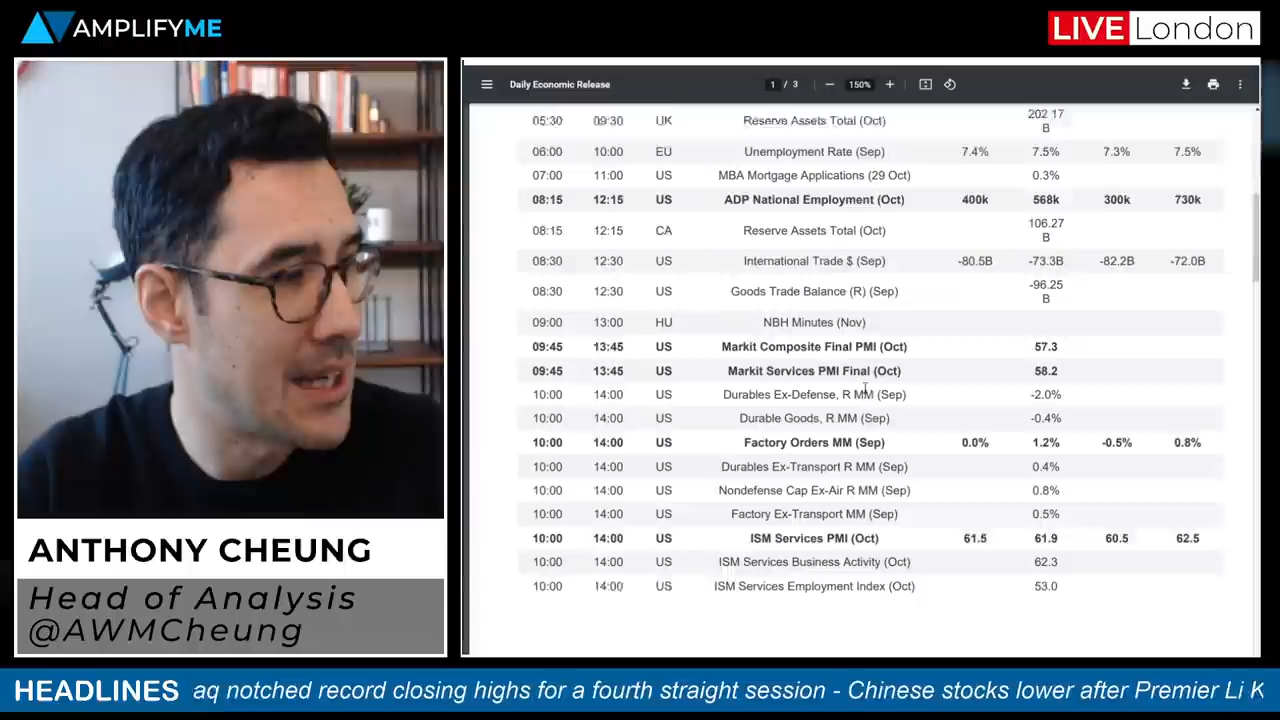 AMPLIFYME
LIVE London
Daily Economic Release
1 / 3
150%
05:30 09:30 UK Reserve Assets Total (Oct) 202.17 B
06:00 10:00 EU Unemployment Rate (Sep) 7.4% 7.5% 7.3% 7.5%
07:00 11:00 US MBA Mortgage Applications (29 Oct) 0.3%
08:15 12:15 US ADP National Employment (Oct) 400k 568k 300k 730k
08:15 12:15 CA Reserve Assets Total (Oct) 106.27 B
08:30 12:30 US International Trade $ (Sep) -80.5B -73.3B -82.2B -72.0B
08:30 12:30 US Goods Trade Balance (R) (Sep) -96.25 B
09:00 13:00 HU NBH Minutes (Nov)
09:45 13:45 US Markit Composite Final PMI (Oct) 57.3
09:45 13:45 US Markit Services PMI Final (Oct) 58.2
10:00 14:00 US Durables Ex-Defense, R MM (Sep) -2.0%
10:00 14:00 US Durable Goods, R MM (Sep) -0.4%
10:00 14:00 US Factory Orders MM (Sep) 0.0% 1.2% -0.5% 0.8%
10:00 14:00 US Durables Ex-Transport R MM (Sep) 0.4%
10:00 14:00 US Nondefense Cap Ex-Air R MM (Sep) 0.8%
10:00 14:00 US Factory Ex-Transport MM (Sep) 0.5%
10:00 14:00 US ISM Services PMI (Oct) 61.5 61.9 60.5 62.5
10:00 14:00 US ISM Services Business Activity (Oct) 62.3
10:00 14:00 US ISM Services Employment Index (Oct) 53.0
ANTHONY CHEUNG
Head of Analysis
@AWMCheung
HEADLINES aq notched record closing highs for a fourth straight session - Chinese stocks lower after Premier Li K